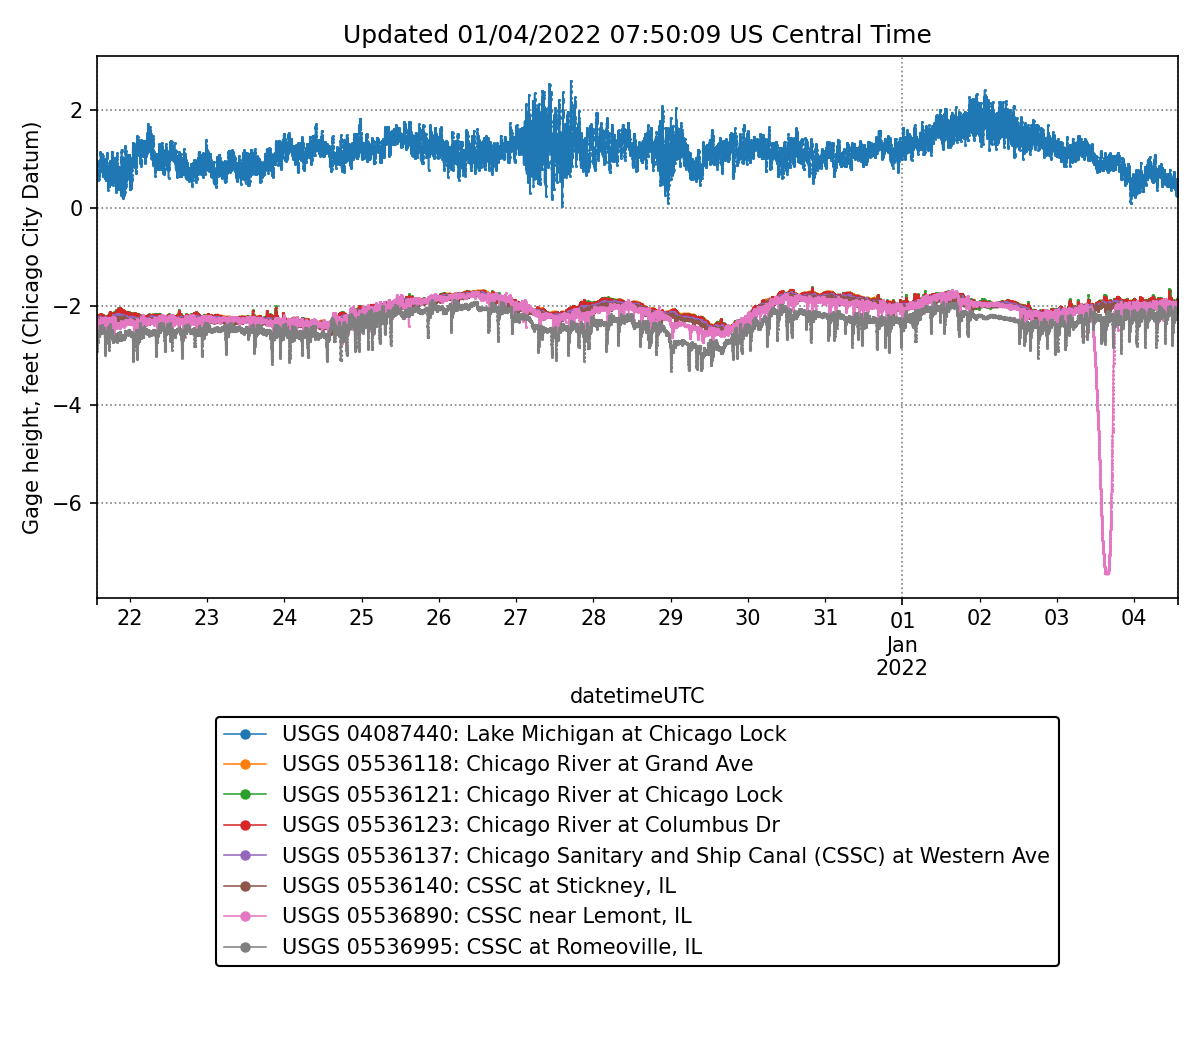 Updated 01/04/2022 07:50:09 US Central Time
Gage height, feet (Chicago City Datum)
2
0
−2
−4
−6
22 23 24 25 26 27 28 29 30 31 01 02 03 04
Jan
2022
datetimeUTC
USGS 04087440: Lake Michigan at Chicago Lock
USGS 05536118: Chicago River at Grand Ave
USGS 05536121: Chicago River at Chicago Lock
USGS 05536123: Chicago River at Columbus Dr
USGS 05536137: Chicago Sanitary and Ship Canal (CSSC) at Western Ave
USGS 05536140: CSSC at Stickney, IL
USGS 05536890: CSSC near Lemont, IL
USGS 05536995: CSSC at Romeoville, IL